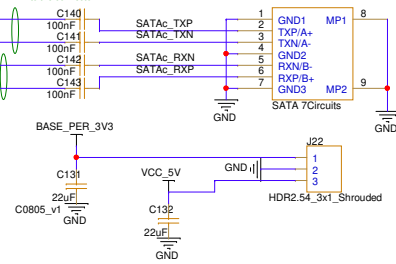 C140
100nF
C141
100nF
C142
100nF
C143
100nF
SATAc_TXP
SATAc_TXN
SATAc_RXN
SATAc_RXP
1
2
3
4
5
6
7
GND1
TXP/A+
TXN/A-
GND2
RXN/B-
RXP/B+
GND3
MP1
MP2
8
9
SATA 7Circuits
GND
GND
BASE_PER_3V3
C131
22uF
C0805_v1
GND
VCC_5V
C132
22uF
GND
GND
J22
1
2
3
HDR2.54_3x1_Shrouded